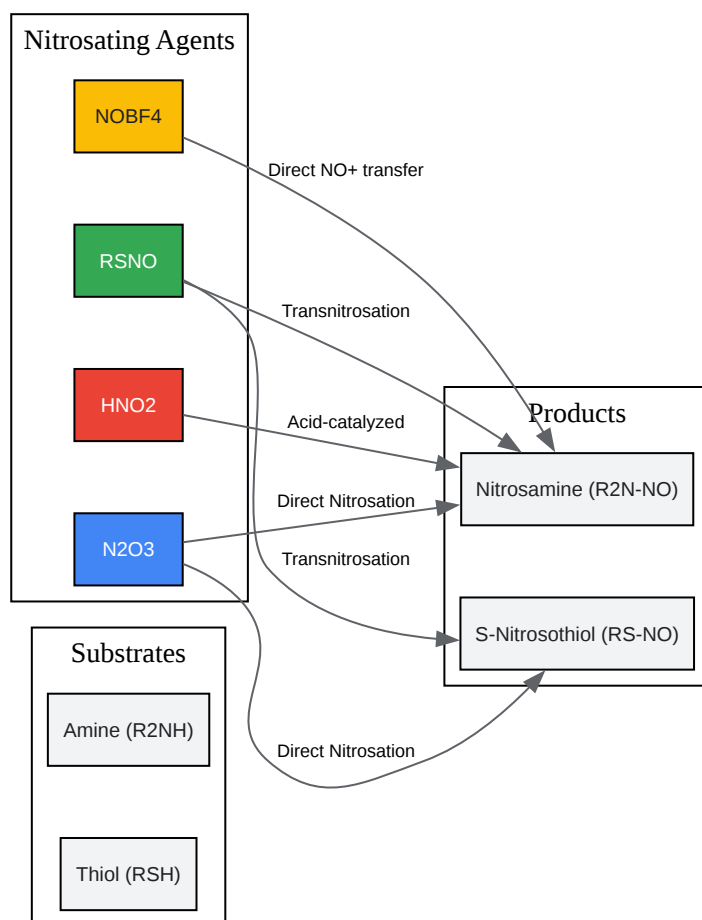 Nitrosating Agents
NOBF4
Direct NO+ transfer
RSNO
Transnitrosation
HNO2
Acid-catalyzed
Products
Nitrosamine (R2N-NO)
Direct Nitrosation
N2O3
Transnitrosation
S-Nitrosothiol (RS-NO)
Substrates
Amine (R2NH)
Direct Nitrosation
Thiol (RSH)